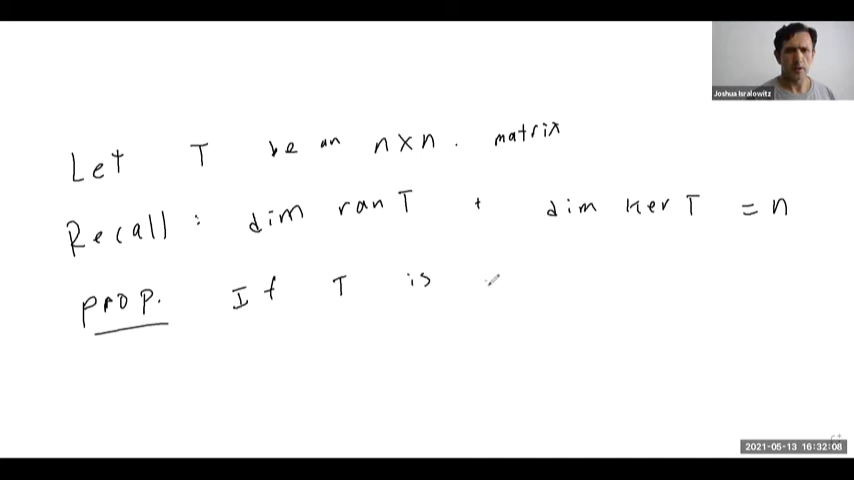 Joshua Isralowitz
Let T be an n×n. matrix
Recall: dim ran T + dim ker T = n
prop. If T is
2021-05-13 16:32:08